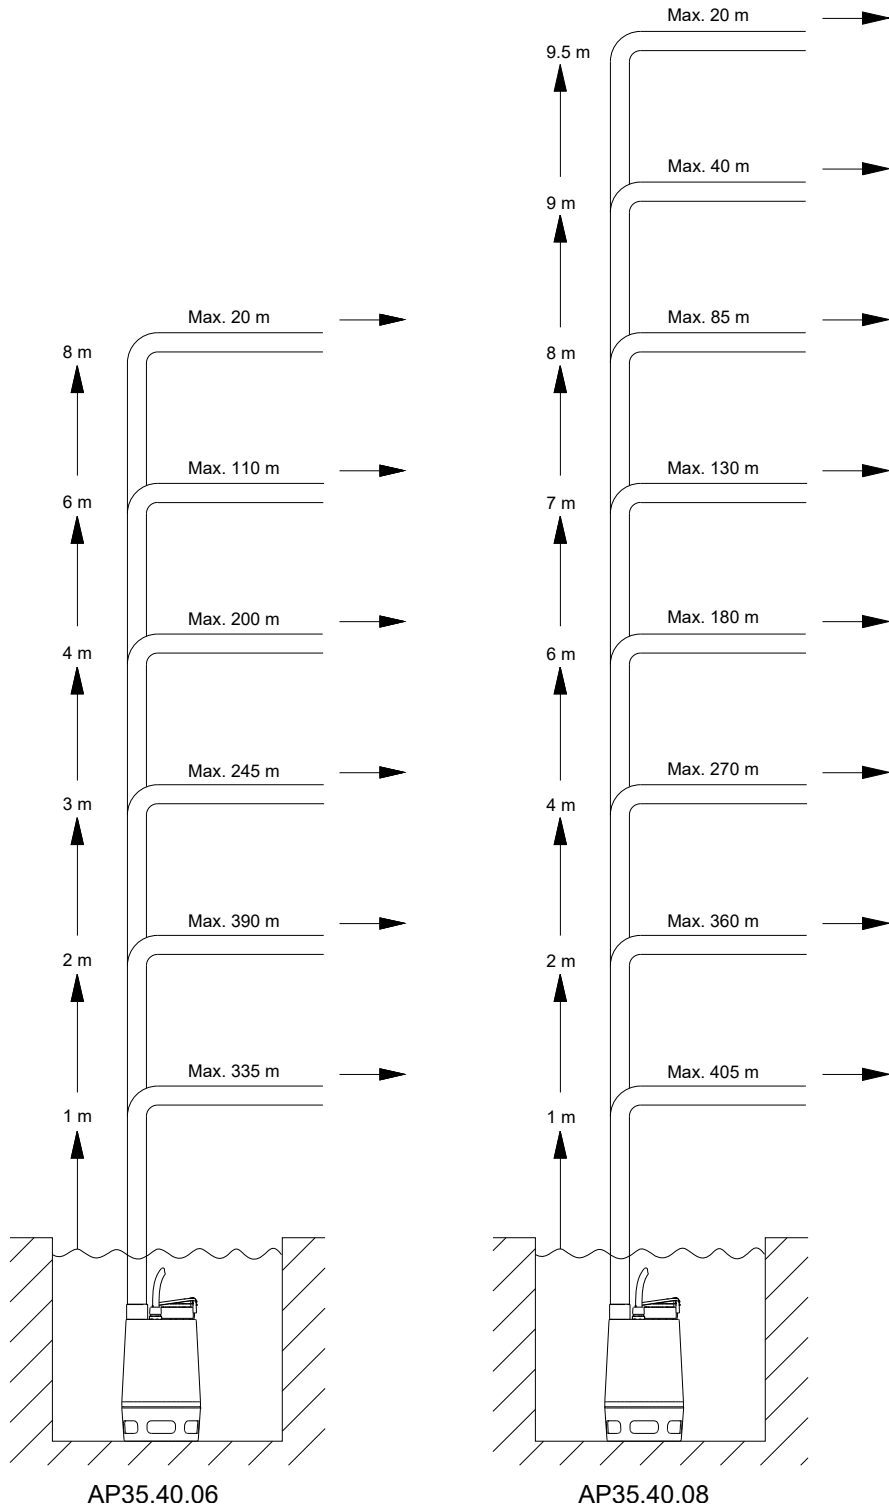 Max. 20 m
9.5 m
Max. 40 m
9 m
Max. 20 m
Max. 85 m
8 m
8 m
Max. 110 m
Max. 130 m
6 m
7 m
Max. 200 m
Max. 180 m
4 m
6 m
Max. 245 m
Max. 270 m
3 m
4 m
Max. 390 m
Max. 360 m
2 m
2 m
Max. 335 m
Max. 405 m
1 m
1 m
AP35.40.06
AP35.40.08